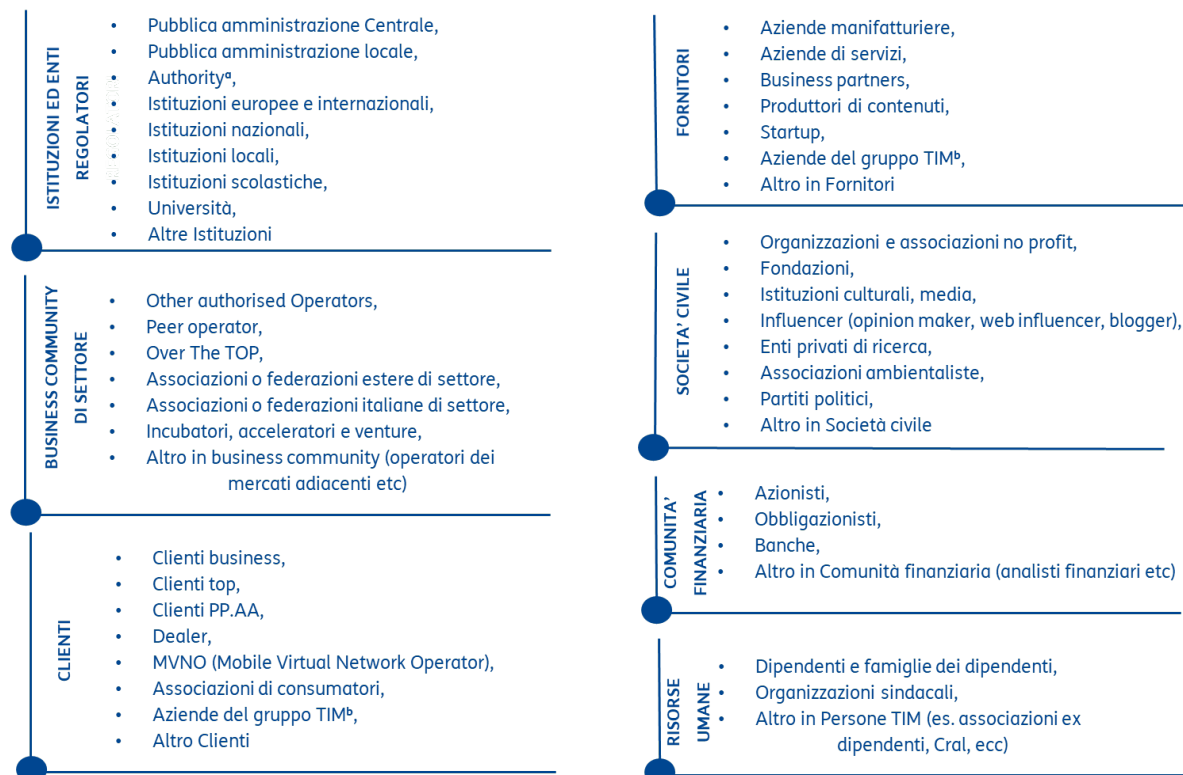 ISTITUZIONI ED ENTI
REGOLATORI
• Pubblica amministrazione Centrale,
• Pubblica amministrazione locale,
• Authorityª,
• Istituzioni europee e internazionali,
• Istituzioni nazionali,
• Istituzioni locali,
• Istituzioni scolastiche,
• Università,
• Altre Istituzioni
BUSINESS COMMUNITY
DI SETTORE
• Other authorised Operators,
• Peer operator,
• Over The TOP,
• Associazioni o federazioni estere di settore,
• Associazioni o federazioni italiane di settore,
• Incubatori, acceleratori e venture,
• Altro in business community (operatori dei
mercati adiacenti etc)
CLIENTI
• Clienti business,
• Clienti top,
• Clienti PP.AA,
• Dealer,
• MVNO (Mobile Virtual Network Operator),
• Associazioni di consumatori,
• Aziende del gruppo TIMᵇ,
• Altro Clienti
FORNITORI
• Aziende manifatturiere,
• Aziende di servizi,
• Business partners,
• Produttori di contenuti,
• Startup,
• Aziende del gruppo TIMᵇ,
• Altro in Fornitori
SOCIETA’ CIVILE
• Organizzazioni e associazioni no profit,
• Fondazioni,
• Istituzioni culturali, media,
• Influencer (opinion maker, web influencer, blogger),
• Enti privati di ricerca,
• Associazioni ambientaliste,
• Partiti politici,
• Altro in Società civile
COMUNITA’
FINANZIARIA
• Azionisti,
• Obbligazionisti,
• Banche,
• Altro in Comunità finanziaria (analisti finanziari etc)
RISORSE
UMANE
• Dipendenti e famiglie dei dipendenti,
• Organizzazioni sindacali,
• Altro in Persone TIM (es. associazioni ex
dipendenti, Cral, ecc)